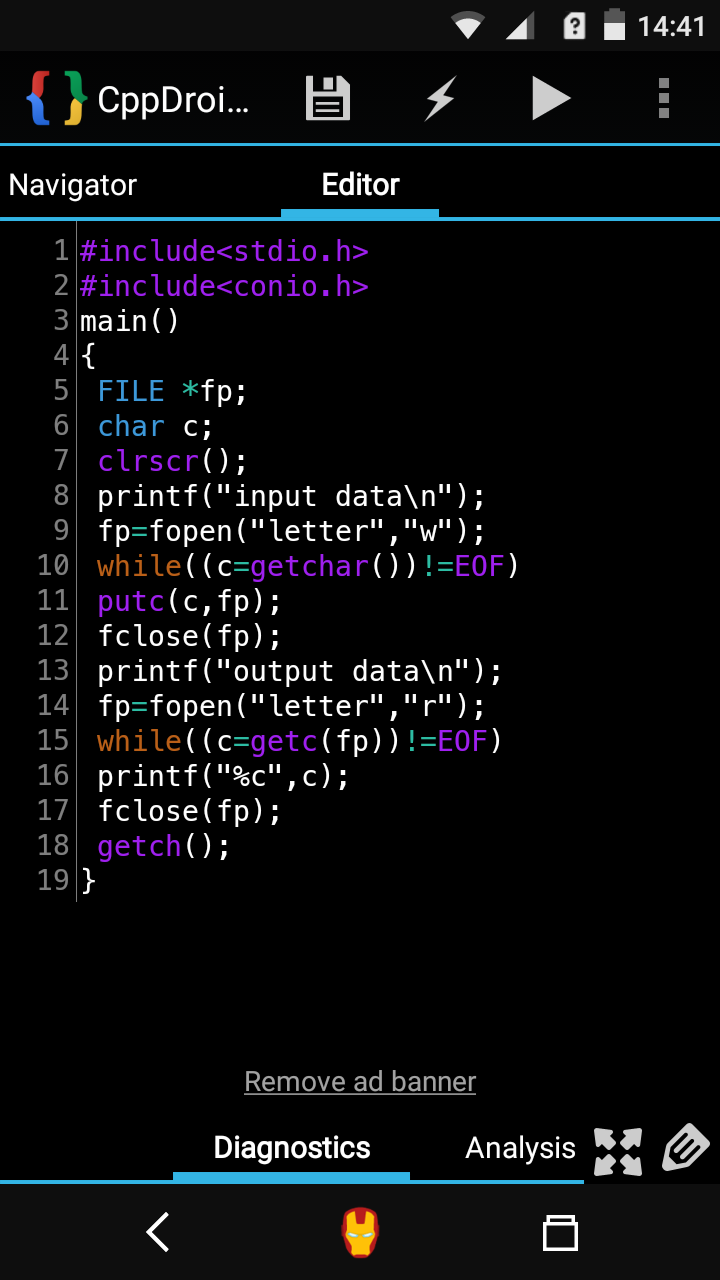 14:41
CppDroi...
Navigator Editor
1 #include<stdio.h>
2 #include<conio.h>
3 main()
4 {
5 FILE *fp;
6 char c;
7 clrscr();
8 printf("input data\n");
9 fp=fopen("letter","w");
10 while((c=getchar())!=EOF)
11 putc(c,fp);
12 fclose(fp);
13 printf("output data\n");
14 fp=fopen("letter","r");
15 while((c=getc(fp))!=EOF)
16 printf("%c",c);
17 fclose(fp);
18 getch();
19 }
Remove ad banner
Diagnostics Analysis